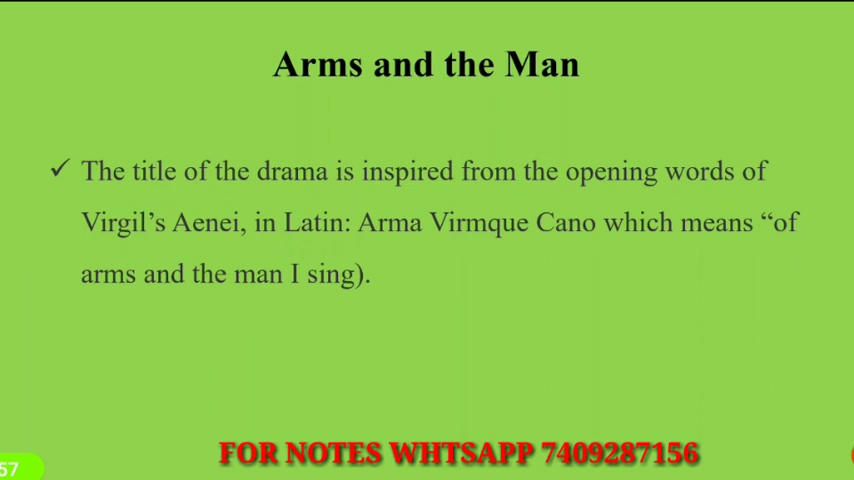 Arms and the Man
✓ The title of the drama is inspired from the opening words of
Virgil's Aenei, in Latin: Arma Virmque Cano which means “of
arms and the man I sing).
FOR NOTES WHTSAPP 7409287156
57